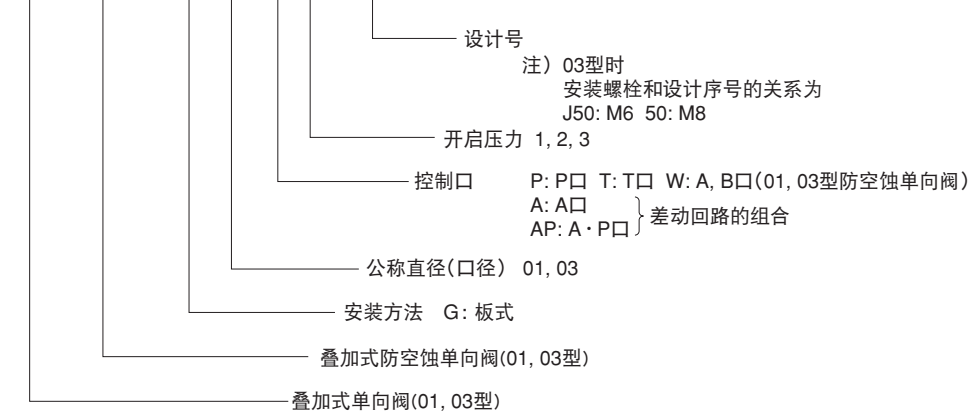 设计号
注）03型时
安装螺栓和设计序号的关系为
J50: M6 50: M8
开启压力 1, 2, 3
控制口 P: P口 T: T口 W: A, B口(01, 03型防空蚀单向阀)
A: A口
AP: A・P口 差动回路的组合
公称直径(口径) 01, 03
安装方法 G: 板式
叠加式防空蚀单向阀(01, 03型)
叠加式单向阀(01, 03型)